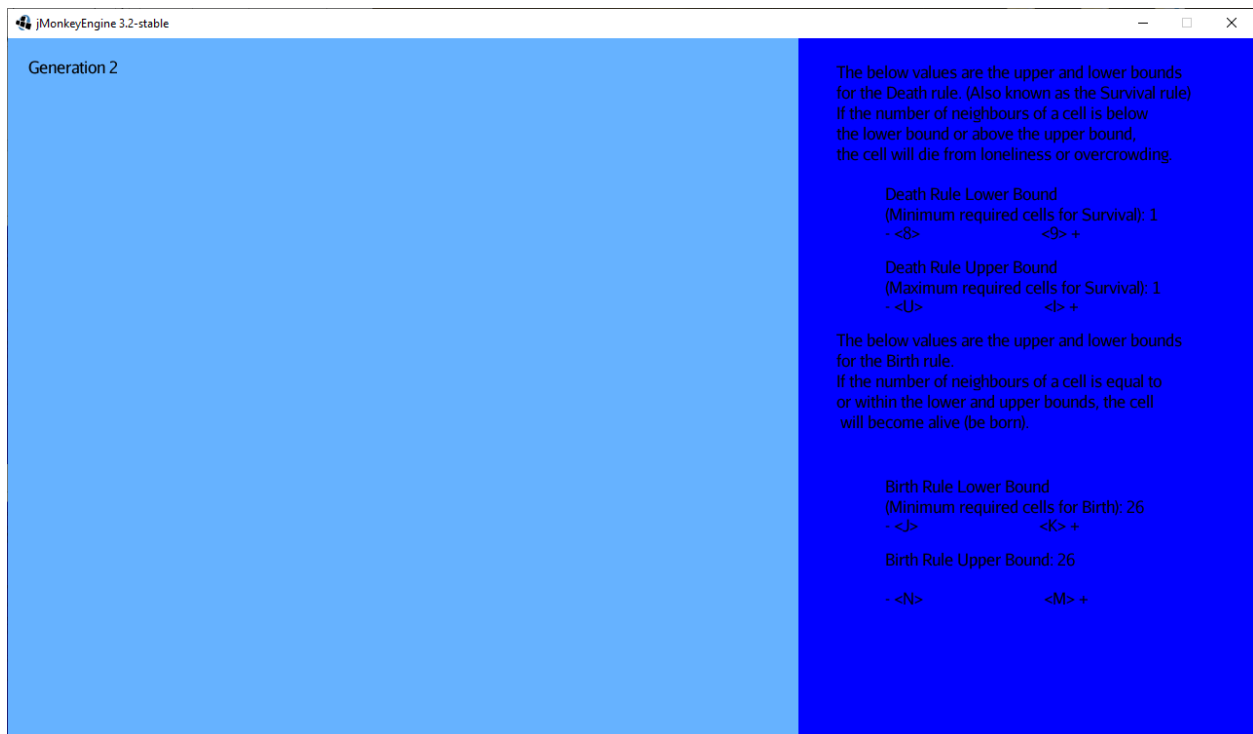 jMonkeyEngine 3.2-stable
Generation 2
The below values are the upper and lower bounds
for the Death rule. (Also known as the Survival rule)
If the number of neighbours of a cell is below
the lower bound or above the upper bound,
the cell will die from loneliness or overcrowding.
Death Rule Lower Bound
(Minimum required cells for Survival): 1
- <8> <9> +
Death Rule Upper Bound
(Maximum required cells for Survival): 1
- <U> <I> +
The below values are the upper and lower bounds
for the Birth rule.
If the number of neighbours of a cell is equal to
or within the lower and upper bounds, the cell
will become alive (be born).
Birth Rule Lower Bound
(Minimum required cells for Birth): 26
- <J> <K> +
Birth Rule Upper Bound: 26
- <N> <M> +